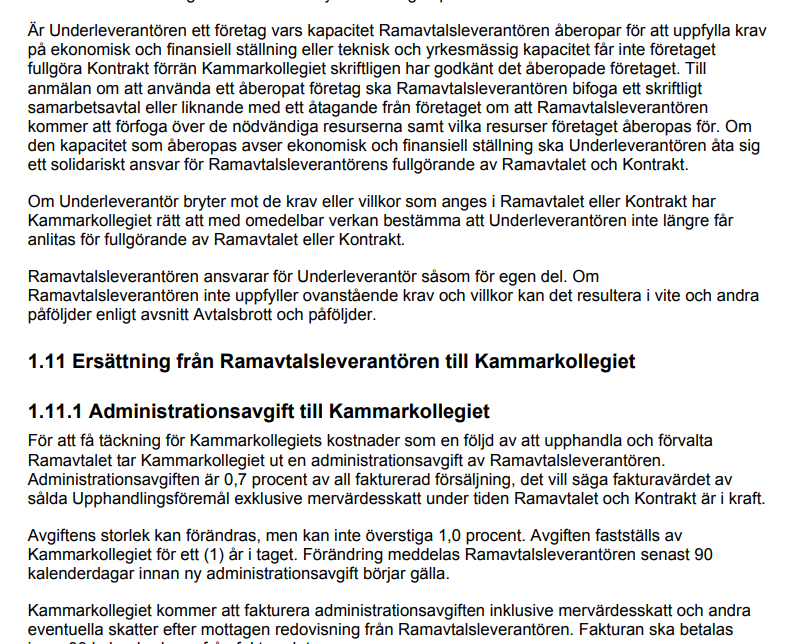 Är Underleverantören ett företag vars kapacitet Ramavtalsleverantören åberopar för att uppfylla krav
på ekonomisk och finansiell ställning eller teknisk och yrkesmässig kapacitet får inte företaget
fullgöra Kontrakt förrän Kammarkollegiet skriftligen har godkänt det åberopade företaget. Till
anmälan om att använda ett åberopat företag ska Ramavtalsleverantören bifoga ett skriftligt
samarbetsavtal eller liknande med ett åtagande från företaget om att Ramavtalsleverantören
kommer att förfoga över de nödvändiga resurserna samt vilka resurser företaget åberopas för. Om
den kapacitet som åberopas avser ekonomisk och finansiell ställning ska Underleverantören åta sig
ett solidariskt ansvar för Ramavtalsleverantörens fullgörande av Ramavtalet och Kontrakt.
Om Underleverantör bryter mot de krav eller villkor som anges i Ramavtalet eller Kontrakt har
Kammarkollegiet rätt att med omedelbar verkan bestämma att Underleverantören inte längre får
anlitas för fullgörande av Ramavtalet eller Kontrakt.
Ramavtalsleverantören ansvarar för Underleverantör såsom för egen del. Om
Ramavtalsleverantören inte uppfyller ovanstående krav och villkor kan det resultera i vite och andra
påföljder enligt avsnitt Avtalsbrott och påföljder.
1.11 Ersättning från Ramavtalsleverantören till Kammarkollegiet
1.11.1 Administrationsavgift till Kammarkollegiet
För att få täckning för Kammarkollegiets kostnader som en följd av att upphandla och förvalta
Ramavtalet tar Kammarkollegiet ut en administrationsavgift av Ramavtalsleverantören.
Administrationsavgiften är 0,7 procent av all fakturerad försäljning, det vill säga fakturavärdet av
sålda Upphandlingsföremål exklusive mervärdesskatt under tiden Ramavtalet och Kontrakt är i kraft.
Avgiftens storlek kan förändras, men kan inte överstiga 1,0 procent. Avgiften fastställs av
Kammarkollegiet för ett (1) år i taget. Förändring meddelas Ramavtalsleverantören senast 90
kalenderdagar innan ny administrationsavgift börjar gälla.
Kammarkollegiet kommer att fakturera administrationsavgiften inklusive mervärdesskatt och andra
eventuella skatter efter mottagen redovisning från Ramavtalsleverantören. Fakturan ska betalas